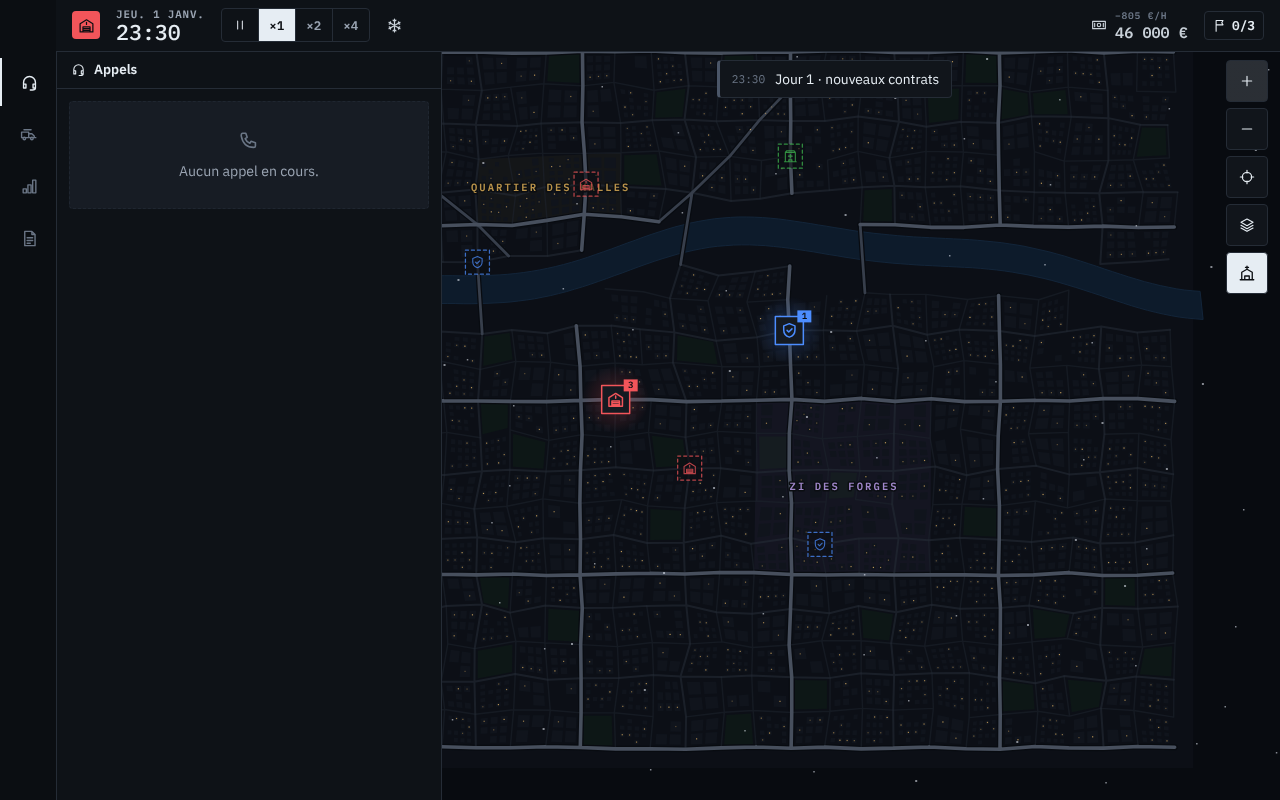 JEU. 1 JANV.
23:30
×1
×2
×4
−805 €/H
46 000 €
0/3
Appels
Aucun appel en cours.
23:30 Jour 1 · nouveaux contrats
QUARTIER DES LLES
1
3
ZI DES FORGES